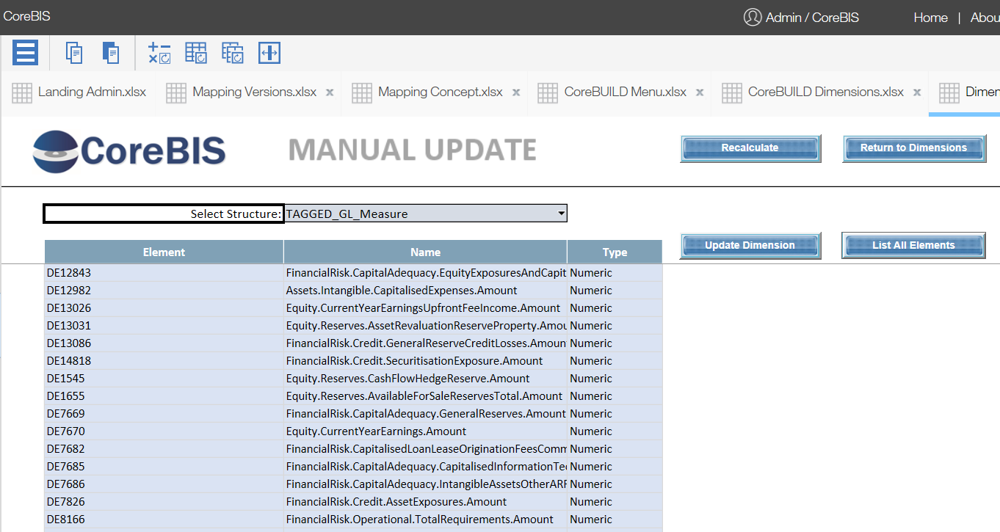 CoreBIS
Admin / CoreBIS Home | Abou
Landing Admin.xlsx Mapping Versions.xlsx x Mapping Concept.xlsx x CoreBUILD Menu.xlsx x CoreBUILD Dimensions.xlsx x Dimen
CoreBIS MANUAL UPDATE Recalculate Return to Dimensions
Select Structure: TAGGED_GL_Measure
Update Dimension List All Elements
Element Name Type
DE12843 FinancialRisk.CapitalAdequacy.EquityExposuresAndCapit Numeric
DE12982 Assets.Intangible.CapitalisedExpenses.Amount Numeric
DE13026 Equity.CurrentYearEarningsUpfrontFeeIncome.Amount Numeric
DE13031 Equity.Reserves.AssetRevaluationReserveProperty.Amou Numeric
DE13086 FinancialRisk.Credit.GeneralReserveCreditLosses.Amoun Numeric
DE14818 FinancialRisk.Credit.SecuritisationExposure.Amount Numeric
DE1545 Equity.Reserves.CashFlowHedgeReserve.Amount Numeric
DE1655 Equity.Reserves.AvailableForSaleReservesTotal.Amount Numeric
DE7669 FinancialRisk.CapitalAdequacy.GeneralReserves.Amount Numeric
DE7670 Equity.CurrentYearEarnings.Amount Numeric
DE7682 FinancialRisk.CapitalisedLoanLeaseOriginationFeesComm Numeric
DE7685 FinancialRisk.CapitalAdequacy.CapitalisedInformationTec Numeric
DE7686 FinancialRisk.CapitalAdequacy.IntangibleAssetsOtherARF Numeric
DE7826 FinancialRisk.Credit.AssetExposures.Amount Numeric
DE8166 FinancialRisk.Operational.TotalRequirements.Amount Numeric